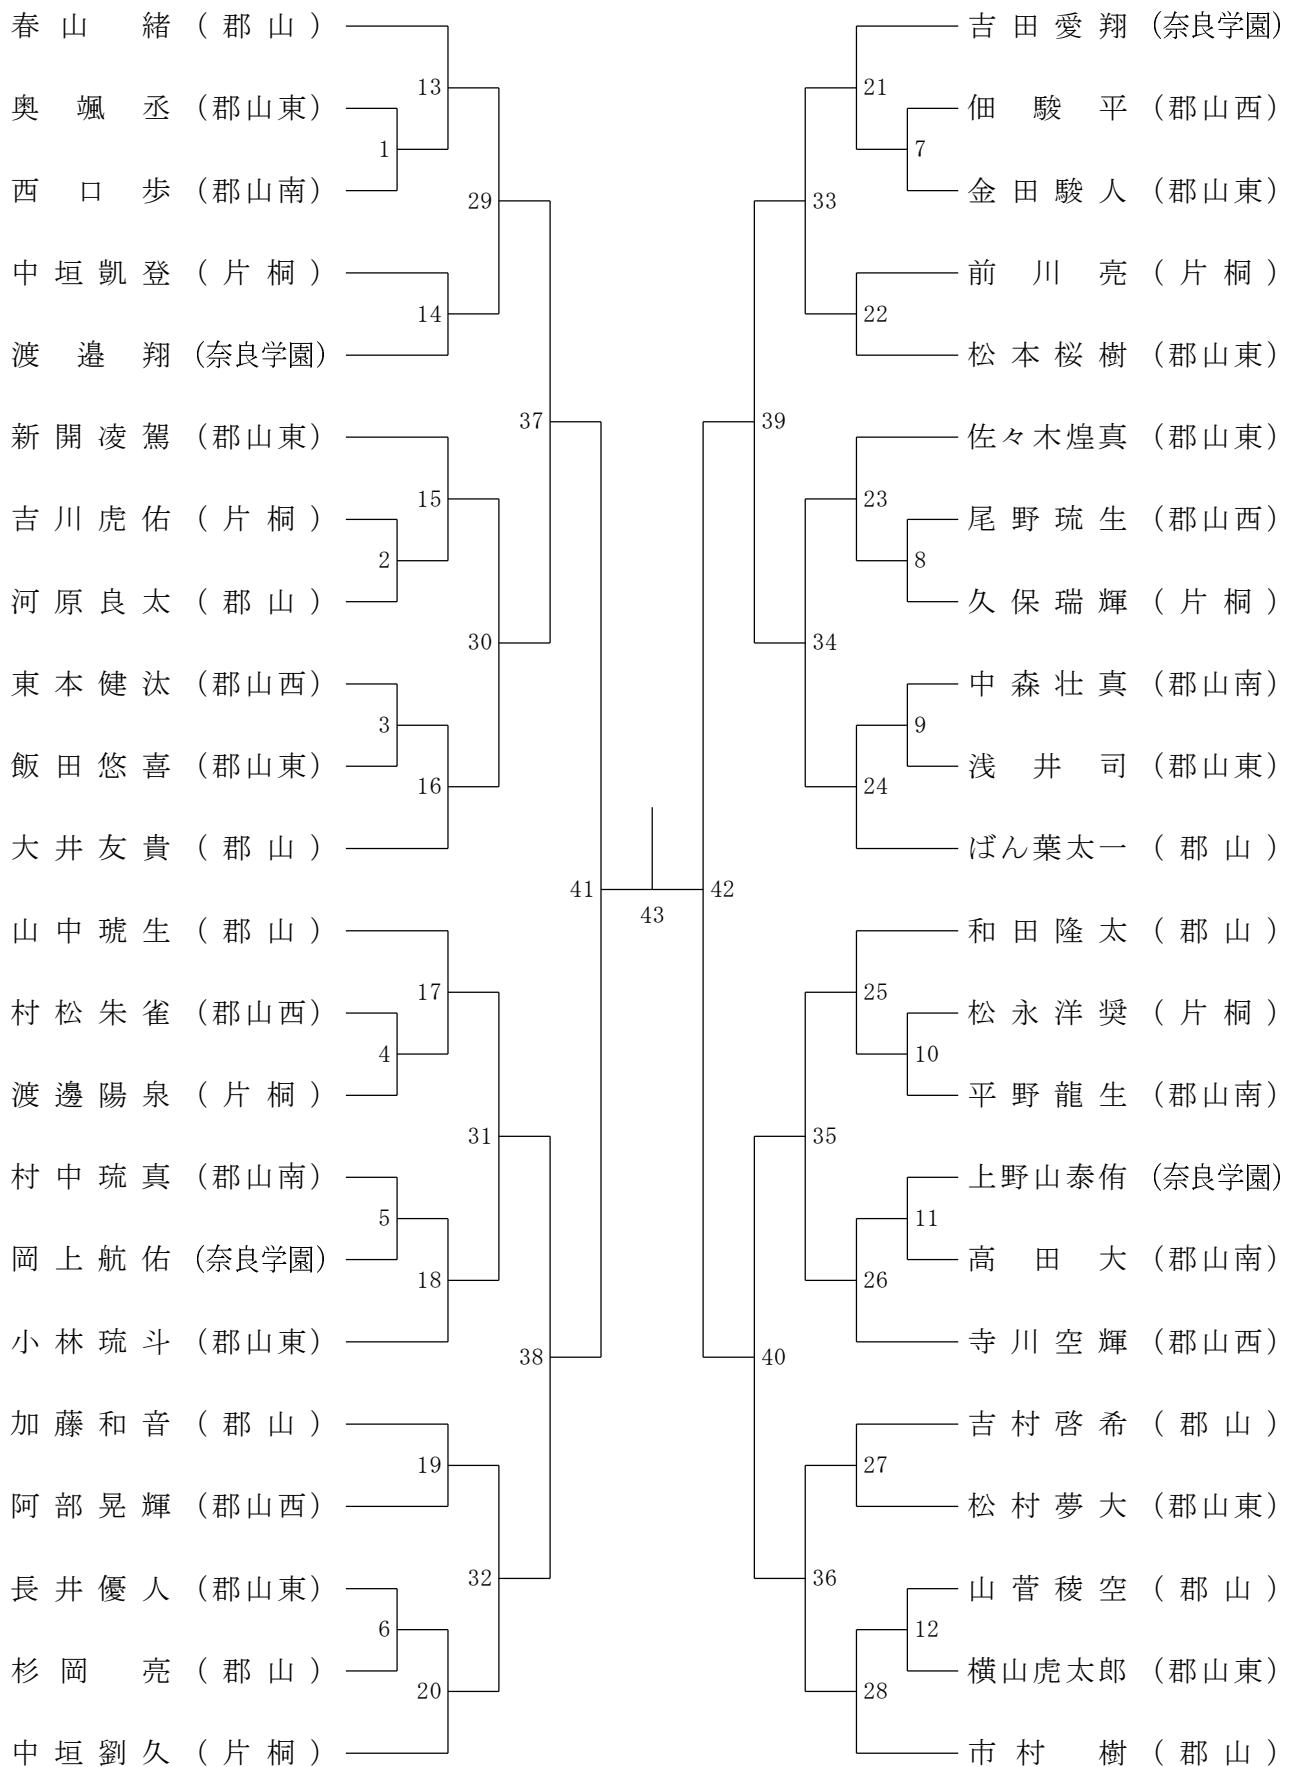 春山 緒 (郡山)
13
奥 颯丞 (郡山東)
1
西口歩 (郡山南)
29
中垣凱登 (片桐)
14
渡邉翔 (奈良学園)
37
新開凌駕 (郡山東)
15
吉川虎佑 (片桐)
2
河原良太 (郡山)
30
東本健汰 (郡山西)
3
飯田悠喜 (郡山東)
16
大井友貴 (郡山)
41
43
山中琥生 (郡山)
17
村松朱雀 (郡山西)
4
渡邊陽泉 (片桐)
31
村中琉真 (郡山南)
5
岡上航佑 (奈良学園)
18
小林琉斗 (郡山東)
38
加藤和音 (郡山)
19
阿部晃輝 (郡山西)
長井優人 (郡山東)
32
6
杉岡 亮 (郡山)
20
中垣劉久 (片桐)
吉田愛翔 (奈良学園)
21
佃駿平 (郡山西)
7
金田駿人 (郡山東)
33
前川亮 (片桐)
22
松本桜樹 (郡山東)
39
佐々木煌真 (郡山東)
23
尾野琉生 (郡山西)
8
久保瑞輝 (片桐)
34
中森壮真 (郡山南)
9
浅井司 (郡山東)
24
ばん葉太一 (郡山)
42
和田隆太 (郡山)
25
松永洋奨 (片桐)
10
平野龍生 (郡山南)
35
上野山泰侑 (奈良学園)
11
高田大 (郡山南)
26
寺川空輝 (郡山西)
40
吉村啓希 (郡山)
27
松村夢大 (郡山東)
山菅稜空 (郡山)
36
12
横山虎太郎 (郡山東)
28
市村 樹 (郡山)